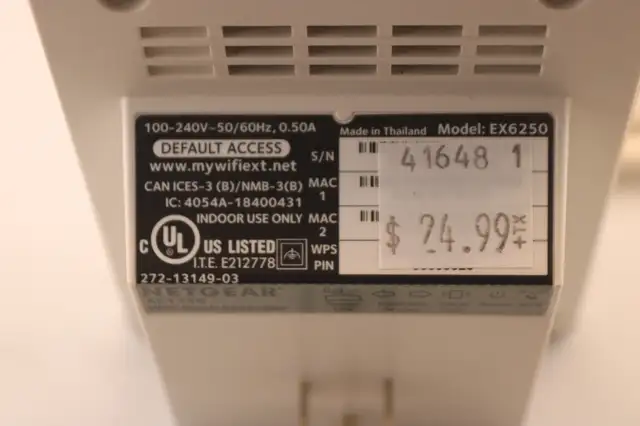 100-240V~50/60Hz, 0.50A
Made in Thailand Model: EX6250
DEFAULT ACCESS
www.mywifiext.net
S/N
CAN ICES-3 (B)/NMB-3(B)
MAC 1
IC: 4054A-18400431
INDOOR USE ONLY
MAC 2
C UL US LISTED
I.T.E. E212778
WPS PIN
272-13149-03
41648 1
$ 24.99 +TX
NETGEAR